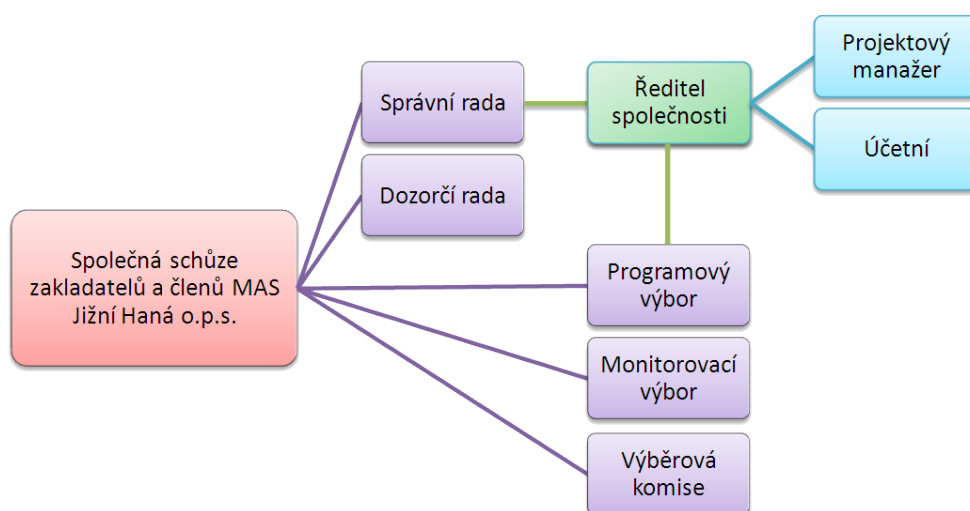 Společná schůze
zakladatelů a členů MAS
Jižní Haná o.p.s.
Správní rada
Dozorčí rada
Ředitel
společnosti
Programový
výbor
Monitorovací
výbor
Výběrová
komise
Projektový
manažer
Účetní